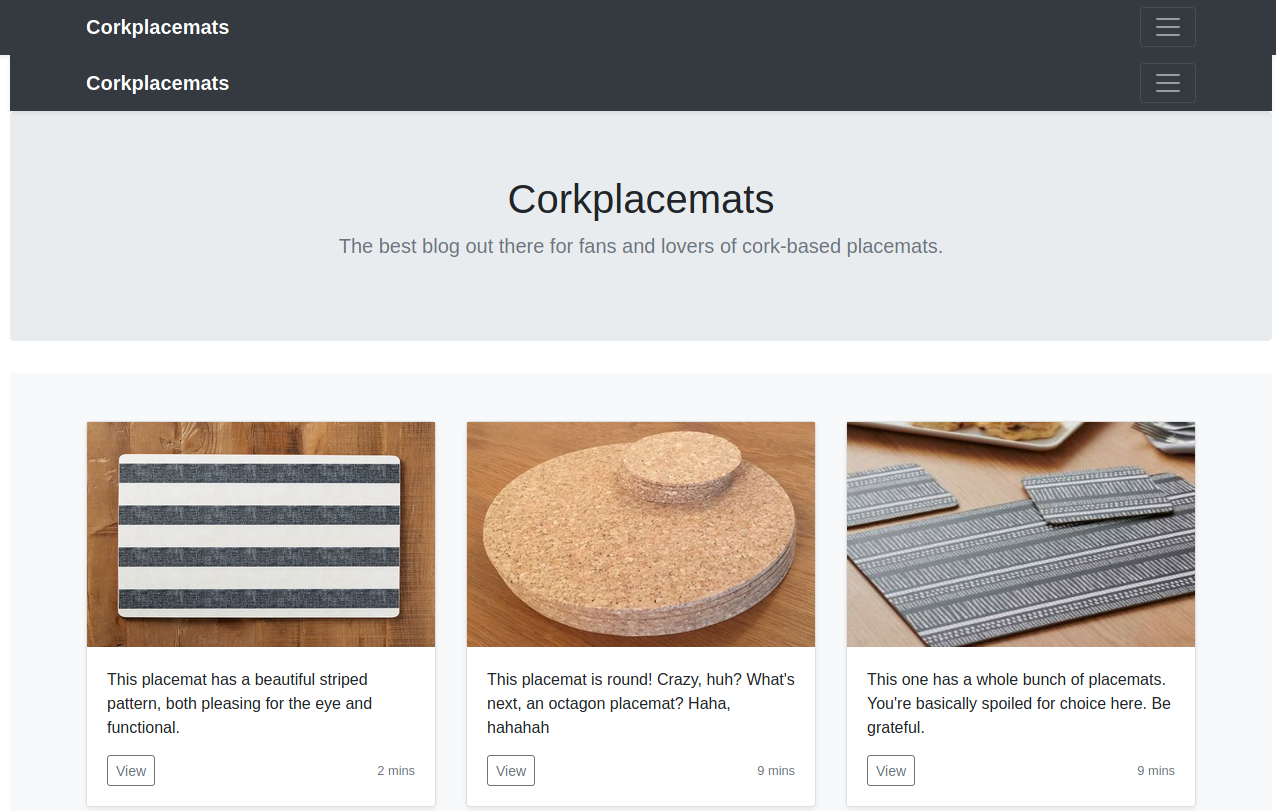 Corkplacemats
Corkplacemats
Corkplacemats
The best blog out there for fans and lovers of cork-based placemats.
This placemat has a beautiful striped
pattern, both pleasing for the eye and
functional.
View
2 mins
This placemat is round! Crazy, huh? What's
next, an octagon placemat? Haha,
hahahah
View
9 mins
This one has a whole bunch of placemats.
You're basically spoiled for choice here. Be
grateful.
View
9 mins